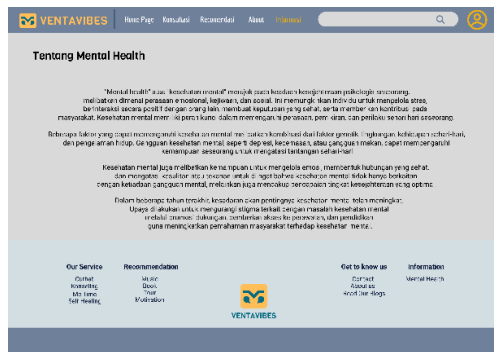 VENTAVIBES
Home Page Konsultasi Rekomendasi About Informasi
Tentang Mental Health
"Mental health" atau "kesehatan mental" merujuk pada keadaan kesejahteraan psikologis seseorang,
melibatkan dimensi perasaan emosional, kejiwaan, dan sosial. Ini memungkinkan individu untuk mengelola stres,
berinteraksi secara positif dengan orang lain, membuat keputusan yang sehat, serta memberikan kontribusi pada
masyarakat. Kesehatan mental memiliki peran kunci dalam memengaruhi perasaan, pemikiran, dan perilaku sehari-hari seseorang.
Beberapa faktor yang dapat memengaruhi kesehatan mental melibatkan kombinasi dari faktor genetik, lingkungan, kehidupan sehari-hari,
dan pengalaman hidup. Gangguan kesehatan mental, seperti depresi, kecemasan, atau gangguan makan, dapat mempengaruhi
kemampuan seseorang untuk mengatasi tantangan sehari-hari
Kesehatan mental juga melibatkan kemampuan untuk mengelola emosi, membentuk hubungan yang sehat,
dan mengatasi kesulitan atau tekanan untuk diingat bahwa kesehatan mental tidak hanya berkaitan
dengan ketiadaan gangguan mental, melainkan juga mencakup pencapaian tingkat kesejahteraan yang optimal
Dalam beberapa tahun terakhir, kesadaran akan pentingnya kesehatan mental telah meningkat.
Upaya dilakukan untuk mengurangi stigma terkait dengan masalah kesehatan mental
melalui promosi dukungan, pemberian akses ke perawatan, dan pendidikan
guna meningkatkan pemahaman masyarakat terhadap kesehatan mental.
Our Service Recommendation Get to know us Information
Curhat Music Contact Mental Health
Konseling Book About us
Tour Read Our Blogs
Self Healing Motivation
VENTAVIBES